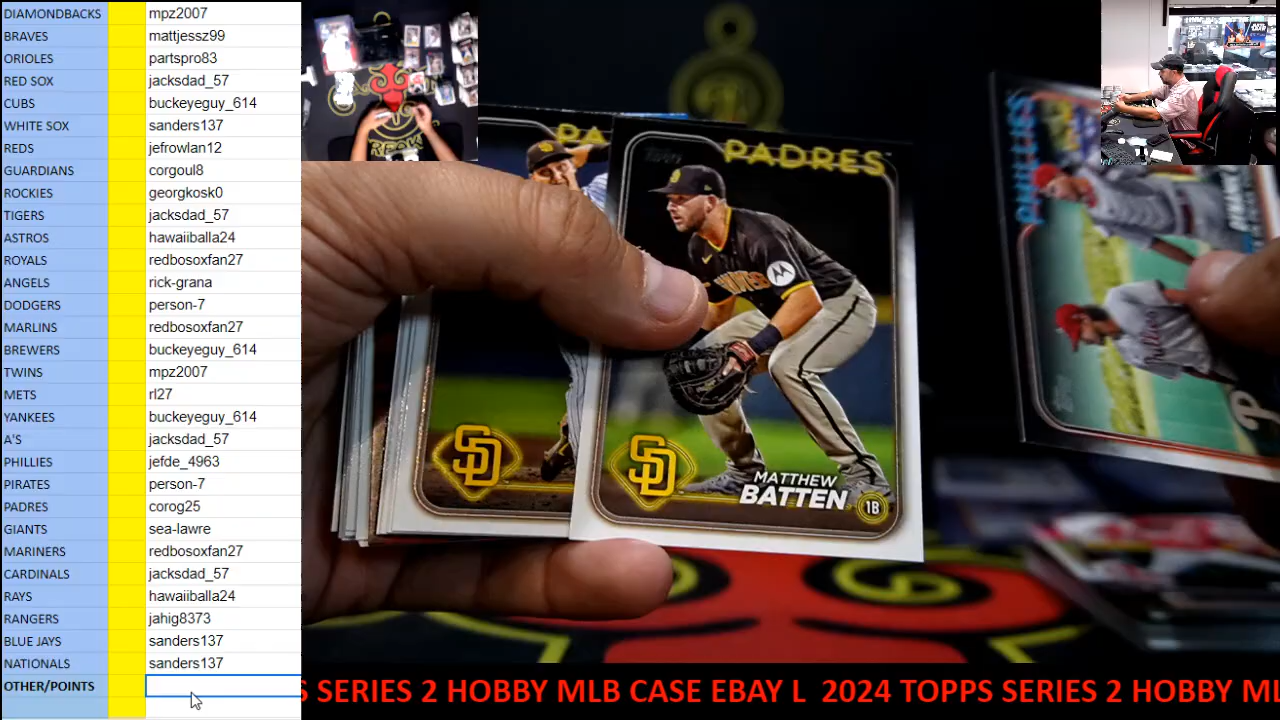 DIAMONDBACKS mpz2007
BRAVES mattjessz99
ORIOLES partspro83
RED SOX jacksdad_57
CUBS buckeyeguy_614
WHITE SOX sanders137
REDS jefrowlan12
GUARDIANS corgoul8
ROCKIES georgkosk0
TIGERS jacksdad_57
ASTROS hawaiiballa24
ROYALS redbosoxfan27
ANGELS rick-grana
DODGERS person-7
MARLINS redbosoxfan27
BREWERS buckeyeguy_614
TWINS mpz2007
METS rl27
YANKEES buckeyeguy_614
A'S jacksdad_57
PHILLIES jefde_4963
PIRATES person-7
PADRES corog25
GIANTS sea-lawre
MARINERS redbosoxfan27
CARDINALS jacksdad_57
RAYS hawaiiballa24
RANGERS jahig8373
BLUE JAYS sanders137
NATIONALS sanders137
OTHER/POINTS
PA
PADRES
SD
SD
MATTHEW
BATTEN 1B
PHILLIES
S SERIES 2 HOBBY MLB CASE EBAY L 2024 TOPPS SERIES 2 HOBBY ML